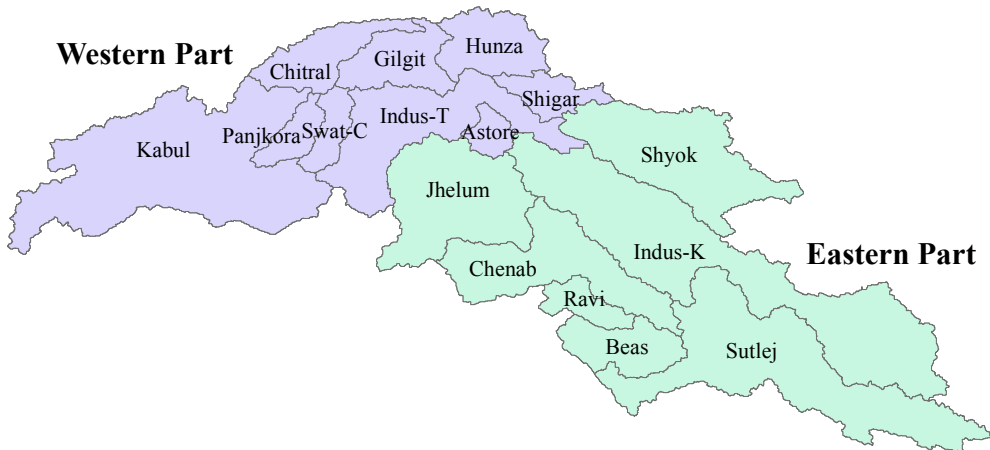 Western Part
Hunza
Gilgit
Chitral
Shigar
Indus-T
Panjkora
Swat-C
Astore
Kabul
Shyok
Jhelum
Indus-K
Eastern Part
Chenab
Ravi
Beas
Sutlej